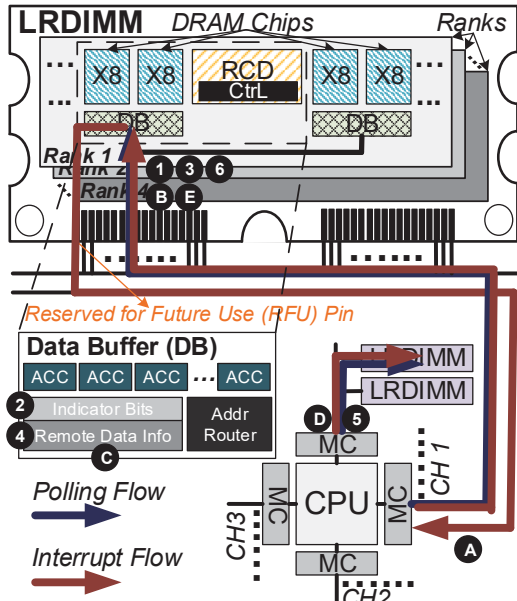 LRDIMM
DRAM Chips
Ranks
X8 X8 RCD X8 X8
CtrL
DB DB
Rank 1
Rank 2
Rank 4
1 3 6
B E
Reserved for Future Use (RFU) Pin
Data Buffer (DB)
ACC ACC ACC ... ACC
2 Indicator Bits
4 Remote Data Info
C
Addr
Router
LRDIMM
LRDIMM
D 5
MC
CH 1
MC CPU MC
CH3
A
MC
CH2
Polling Flow
Interrupt Flow